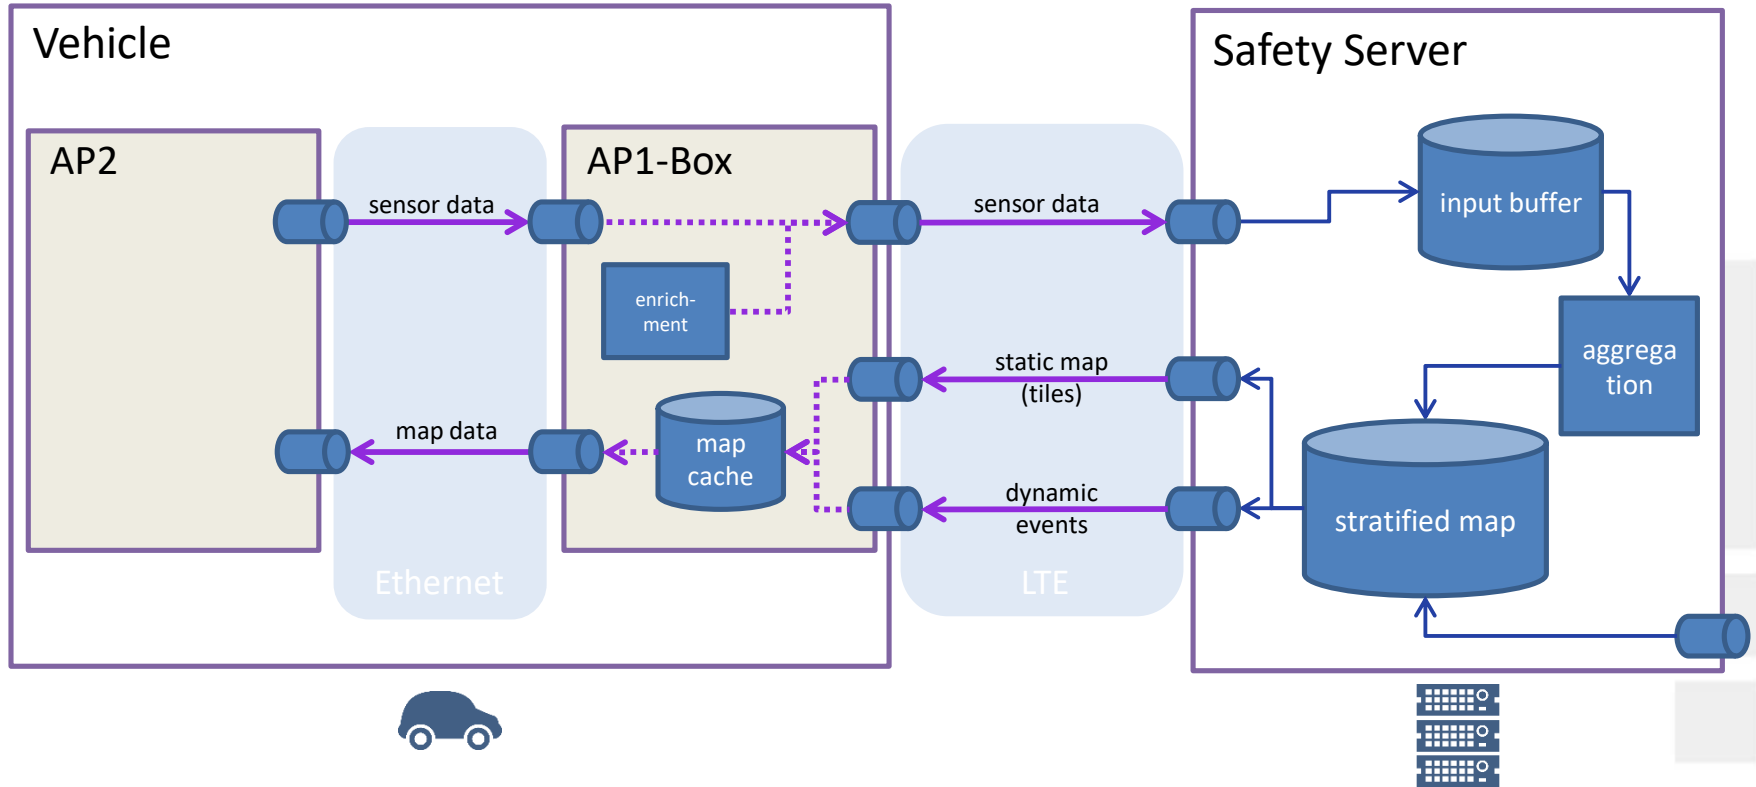 Vehicle
Safety Server
AP2
AP1-Box
sensor data
sensor data
input buffer
enrich-
ment
static map
(tiles)
aggrega
tion
map data
map
cache
dynamic
events
stratified map
Ethernet
LTE